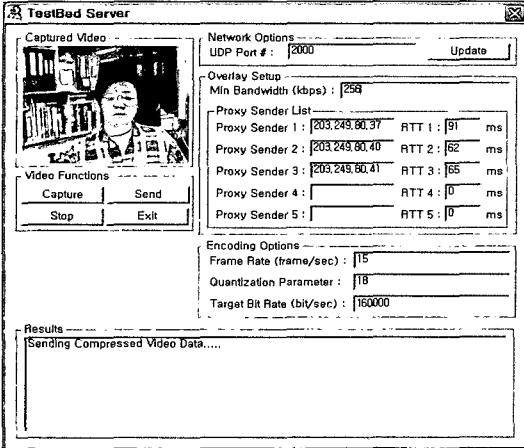 TestBed Server
Captured Video
Network Options
UDP Port # : 2000 Update
Overlay Setup
Min Bandwidth (kbps) : 256
Proxy Sender List
Proxy Sender 1 : 203,249,80,37 RTT 1 : 91 ms
Proxy Sender 2 : 203,249,80,40 RTT 2 : 62 ms
Proxy Sender 3 : 203,249,80,41 RTT 3 : 65 ms
Proxy Sender 4 : RTT 4 : 0 ms
Proxy Sender 5 : RTT 5 : 0 ms
Video Functions
Capture Send
Stop Exit
Encoding Options
Frame Rate (frame/sec) : 15
Quantization Parameter : 18
Target Bit Rate (bit/sec) : 160000
Results
Sending Compressed Video Data.....